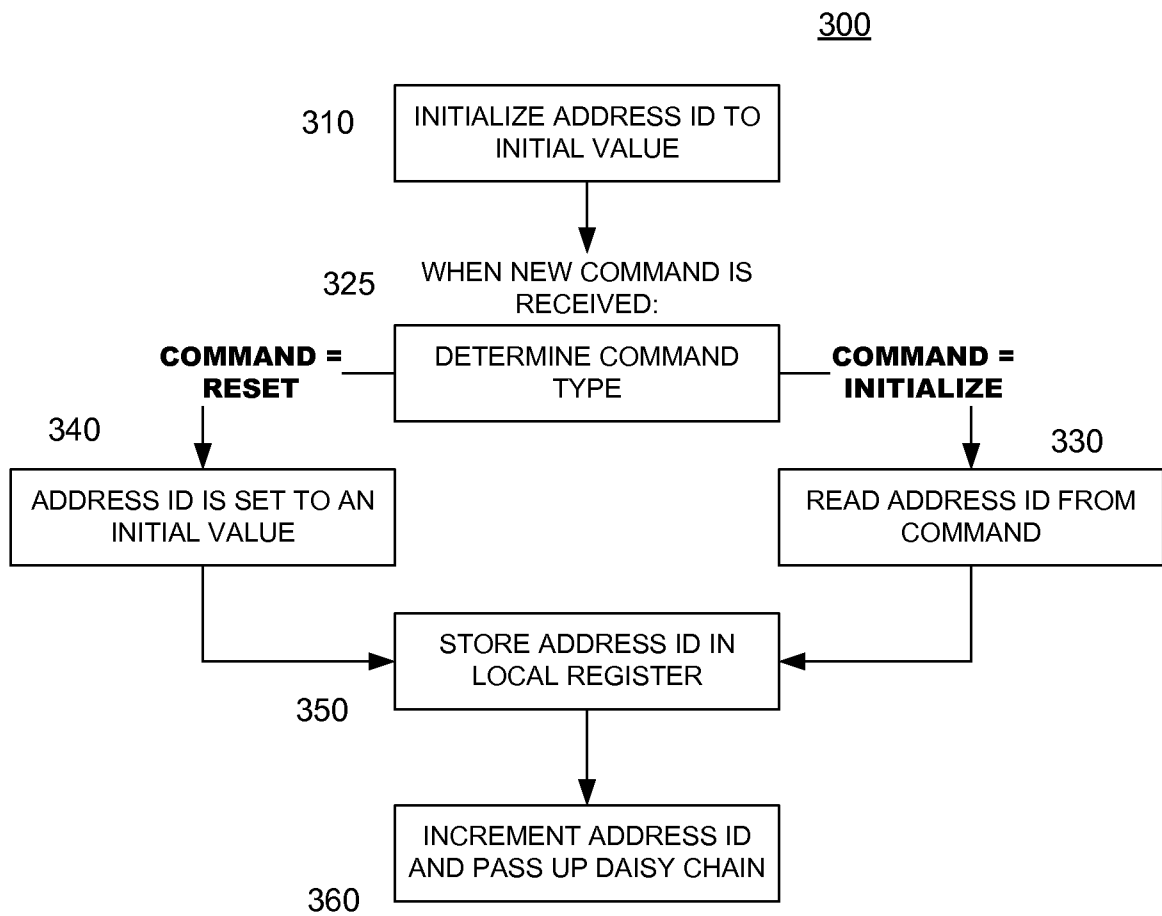 300
310
INITIALIZE ADDRESS ID TO
INITIAL VALUE
325
WHEN NEW COMMAND IS
RECEIVED:
COMMAND =
RESET
DETERMINE COMMAND
TYPE
COMMAND =
INITIALIZE
340
330
ADDRESS ID IS SET TO AN
INITIAL VALUE
READ ADDRESS ID FROM
COMMAND
STORE ADDRESS ID IN
LOCAL REGISTER
350
INCREMENT ADDRESS ID
AND PASS UP DAISY CHAIN
360